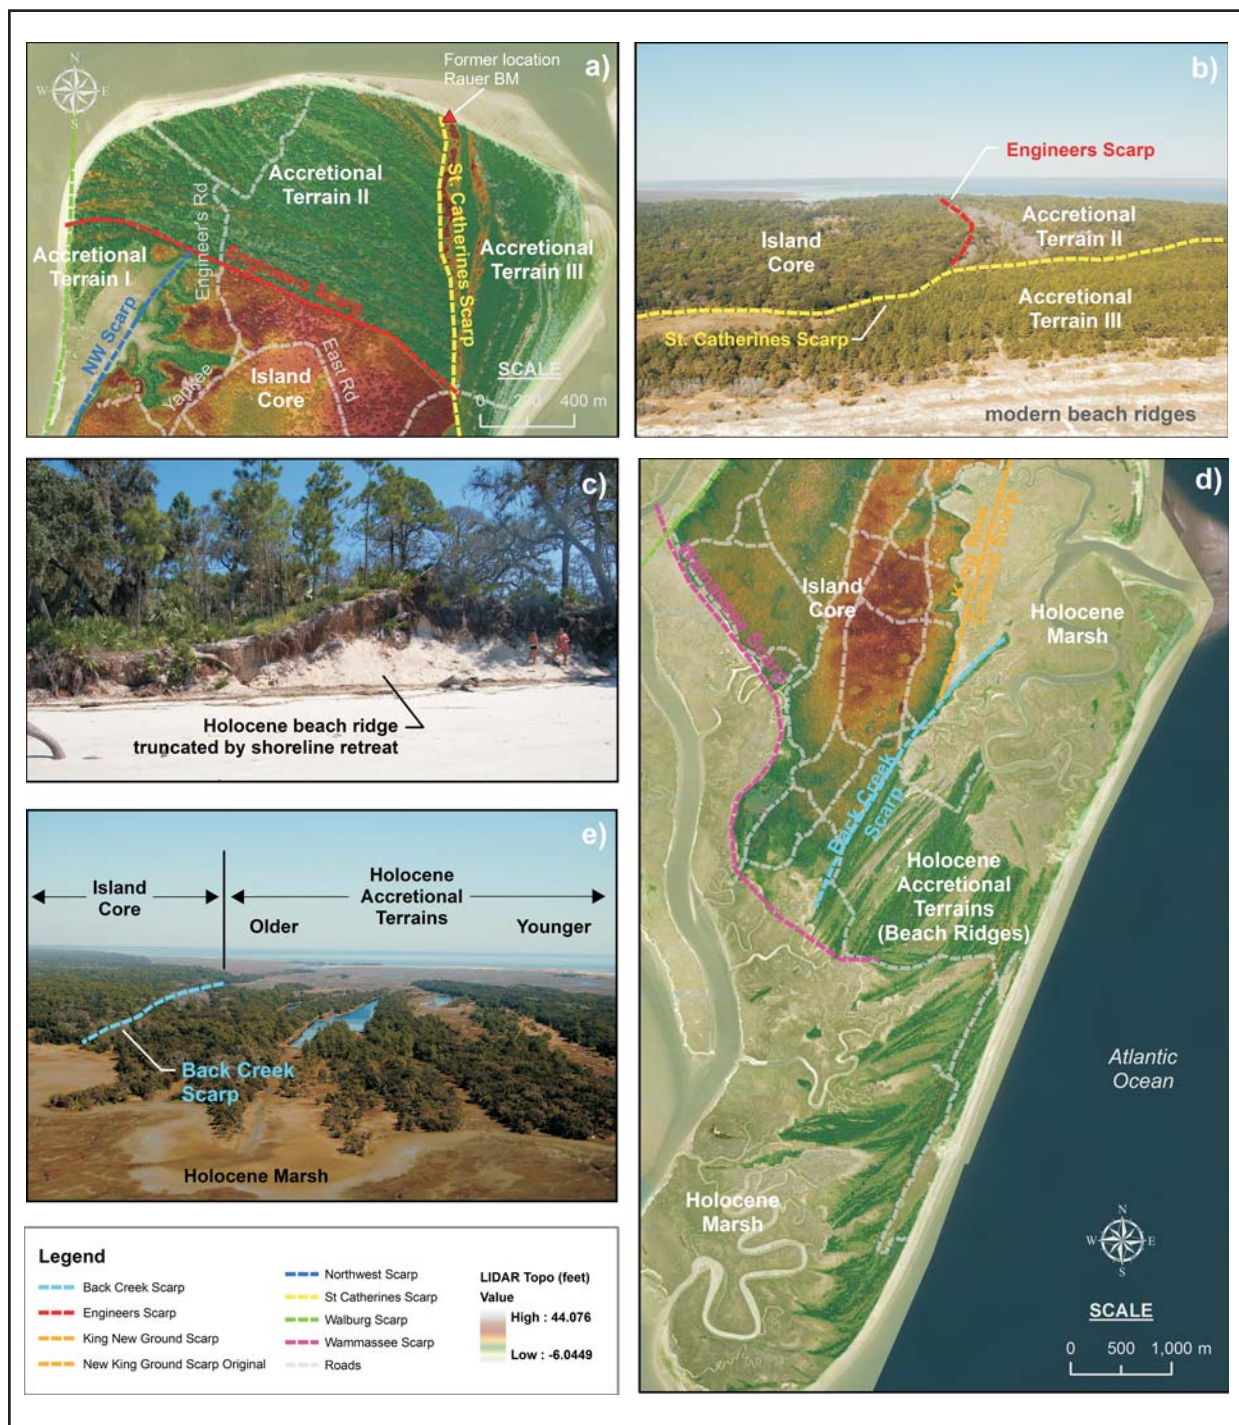 a)
N
W
E
S
Former location
Rauer BM
Accretional
Terrain II
Engineer's Rd
St. Catherines Scarp
Accretional
Terrain I
Engineers Scarp
Accretional
Terrain III
NW Scarp
Yankee
Island
Core
East Rd
SCALE
0 200 400 m
b)
Engineers Scarp
Island
Core
Accretional
Terrain II
Accretional
Terrain III
St. Catherines Scarp
modern beach ridges
c)
Holocene beach ridge
truncated by shoreline retreat
d)
Wammassee Scarp
Island
Core
Holocene
Marsh
Back Creek
Scarp
Holocene
Accretional
Terrains
(Beach Ridges)
Atlantic
Ocean
Holocene
Marsh
N
W
E
S
SCALE
0 500 1,000 m
e)
Island
Core
Holocene
Accretional
Terrains
Older
Younger
Back Creek
Scarp
Holocene Marsh
Legend
Back Creek Scarp
Engineers Scarp
King New Ground Scarp
New King Ground Scarp Original
Northwest Scarp
St Catherines Scarp
Walburg Scarp
Wammassee Scarp
Roads
LIDAR Topo (feet)
Value
High : 44.076
Low : -6.0449